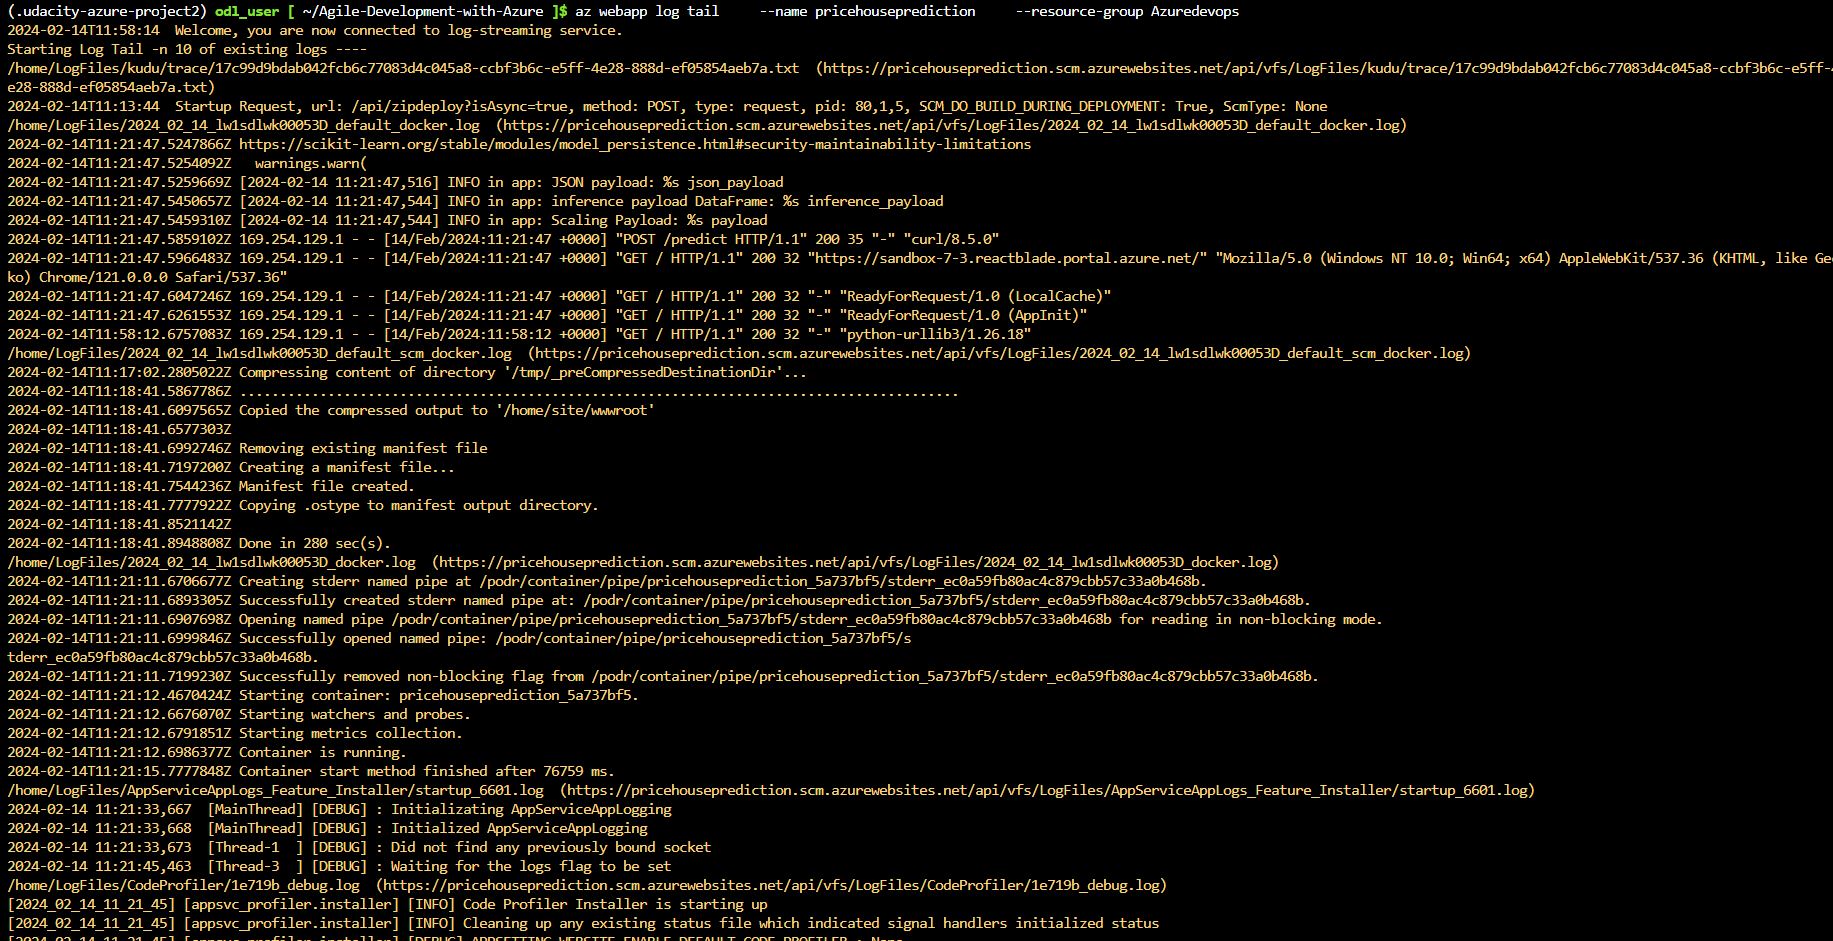 (.udacity-azure-project2) odl_user [ ~/Agile-Development-with-Azure ]$ az webapp log tail     --name pricehouseprediction     --resource-group Azuredevops
2024-02-14T11:58:14  Welcome, you are now connected to log-streaming service.
Starting Log Tail -n 10 of existing logs ----
/home/LogFiles/kudu/trace/17c99d9bdab042fcb6c77083d4c045a8-ccbf3b6c-e5ff-4e28-888d-ef05854aeb7a.txt  (https://pricehouseprediction.scm.azurewebsites.net/api/vfs/LogFiles/kudu/trace/17c99d9bdab042fcb6c77083d4c045a8-ccbf3b6c-e5ff-4
e28-888d-ef05854aeb7a.txt)
2024-02-14T11:13:44  Startup Request, url: /api/zipdeploy?isAsync=true, method: POST, type: request, pid: 80,1,5, SCM_DO_BUILD_DURING_DEPLOYMENT: True, ScmType: None
/home/LogFiles/2024_02_14_lw1sdlwk00053D_default_docker.log  (https://pricehouseprediction.scm.azurewebsites.net/api/vfs/LogFiles/2024_02_14_lw1sdlwk00053D_default_docker.log)
2024-02-14T11:21:47.5247866Z https://scikit-learn.org/stable/modules/model_persistence.html#security-maintainability-limitations
2024-02-14T11:21:47.5254092Z   warnings.warn(
2024-02-14T11:21:47.5259669Z [2024-02-14 11:21:47,516] INFO in app: JSON payload: %s json_payload
2024-02-14T11:21:47.5450657Z [2024-02-14 11:21:47,544] INFO in app: inference payload DataFrame: %s inference_payload
2024-02-14T11:21:47.5459310Z [2024-02-14 11:21:47,544] INFO in app: Scaling Payload: %s payload
2024-02-14T11:21:47.5859102Z 169.254.129.1 - - [14/Feb/2024:11:21:47 +0000] "POST /predict HTTP/1.1" 200 35 "-" "curl/8.5.0"
2024-02-14T11:21:47.5966483Z 169.254.129.1 - - [14/Feb/2024:11:21:47 +0000] "GET / HTTP/1.1" 200 32 "https://sandbox-7-3.reactblade.portal.azure.net/" "Mozilla/5.0 (Windows NT 10.0; Win64; x64) AppleWebKit/537.36 (KHTML, like Gec
ko) Chrome/121.0.0.0 Safari/537.36"
2024-02-14T11:21:47.6047246Z 169.254.129.1 - - [14/Feb/2024:11:21:47 +0000] "GET / HTTP/1.1" 200 32 "-" "ReadyForRequest/1.0 (LocalCache)"
2024-02-14T11:21:47.6261553Z 169.254.129.1 - - [14/Feb/2024:11:21:47 +0000] "GET / HTTP/1.1" 200 32 "-" "ReadyForRequest/1.0 (AppInit)"
2024-02-14T11:58:12.6757083Z 169.254.129.1 - - [14/Feb/2024:11:58:12 +0000] "GET / HTTP/1.1" 200 32 "-" "python-urllib3/1.26.18"
/home/LogFiles/2024_02_14_lw1sdlwk00053D_default_scm_docker.log  (https://pricehouseprediction.scm.azurewebsites.net/api/vfs/LogFiles/2024_02_14_lw1sdlwk00053D_default_scm_docker.log)
2024-02-14T11:17:02.2805022Z Compressing content of directory '/tmp/_preCompressedDestinationDir'...
2024-02-14T11:18:41.5867786Z ..........................................................................................
2024-02-14T11:18:41.6097565Z Copied the compressed output to '/home/site/wwwroot'
2024-02-14T11:18:41.6577303Z
2024-02-14T11:18:41.6992746Z Removing existing manifest file
2024-02-14T11:18:41.7197200Z Creating a manifest file...
2024-02-14T11:18:41.7544236Z Manifest file created.
2024-02-14T11:18:41.7777922Z Copying .ostype to manifest output directory.
2024-02-14T11:18:41.8521142Z
2024-02-14T11:18:41.8948808Z Done in 280 sec(s).
/home/LogFiles/2024_02_14_lw1sdlwk00053D_docker.log  (https://pricehouseprediction.scm.azurewebsites.net/api/vfs/LogFiles/2024_02_14_lw1sdlwk00053D_docker.log)
2024-02-14T11:21:11.6706677Z Creating stderr named pipe at /podr/container/pipe/pricehouseprediction_5a737bf5/stderr_ec0a59fb80ac4c879cbb57c33a0b468b.
2024-02-14T11:21:11.6893305Z Successfully created stderr named pipe at: /podr/container/pipe/pricehouseprediction_5a737bf5/stderr_ec0a59fb80ac4c879cbb57c33a0b468b.
2024-02-14T11:21:11.6907698Z Opening named pipe /podr/container/pipe/pricehouseprediction_5a737bf5/stderr_ec0a59fb80ac4c879cbb57c33a0b468b for reading in non-blocking mode.
2024-02-14T11:21:11.6999846Z Successfully opened named pipe: /podr/container/pipe/pricehouseprediction_5a737bf5/s
tderr_ec0a59fb80ac4c879cbb57c33a0b468b.
2024-02-14T11:21:11.7199230Z Successfully removed non-blocking flag from /podr/container/pipe/pricehouseprediction_5a737bf5/stderr_ec0a59fb80ac4c879cbb57c33a0b468b.
2024-02-14T11:21:12.4670424Z Starting container: pricehouseprediction_5a737bf5.
2024-02-14T11:21:12.6676070Z Starting watchers and probes.
2024-02-14T11:21:12.6791851Z Starting metrics collection.
2024-02-14T11:21:12.6986377Z Container is running.
2024-02-14T11:21:15.7777848Z Container start method finished after 76759 ms.
/home/LogFiles/AppServiceAppLogs_Feature_Installer/startup_6601.log  (https://pricehouseprediction.scm.azurewebsites.net/api/vfs/LogFiles/AppServiceAppLogs_Feature_Installer/startup_6601.log)
2024-02-14 11:21:33,667  [MainThread] [DEBUG] : Initializating AppServiceAppLogging
2024-02-14 11:21:33,668  [MainThread] [DEBUG] : Initialized AppServiceAppLogging
2024-02-14 11:21:33,673  [Thread-1  ] [DEBUG] : Did not find any previously bound socket
2024-02-14 11:21:45,463  [Thread-3  ] [DEBUG] : Waiting for the logs flag to be set
/home/LogFiles/CodeProfiler/1e719b_debug.log  (https://pricehouseprediction.scm.azurewebsites.net/api/vfs/LogFiles/CodeProfiler/1e719b_debug.log)
[2024_02_14_11_21_45] [appsvc_profiler.installer] [INFO] Code Profiler Installer is starting up
[2024_02_14_11_21_45] [appsvc_profiler.installer] [INFO] Cleaning up any existing status file which indicated signal handlers initialized status